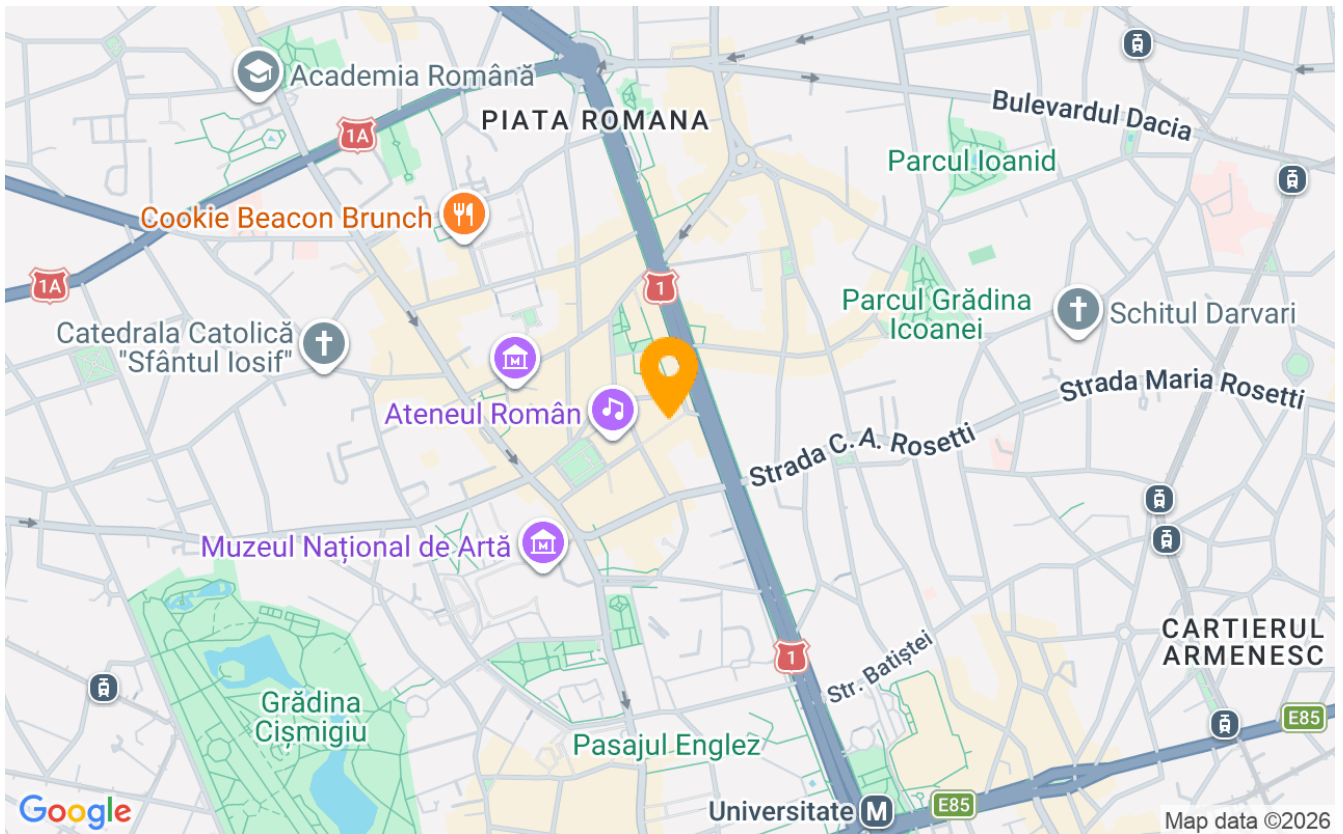 Academia Română
PIATA ROMANA
1A
Bulevardul Dacia
Parcul Ioanid
Cookie Beacon Brunch
1A
1
Parcul Grădina
Icoanei
Schitul Darvari
Catedrala Catolică
"Sfântul Iosif"
Ateneul Român
Strada Maria Rosetti
Strada C. A. Rosetti
Muzeul Național de Artă
CARTIERUL
ARMENESC
1
Str. Batiștei
Grădina
Cișmigiu
Pasajul Englez
E85
E85
Universitate M
Google
Map data ©2026